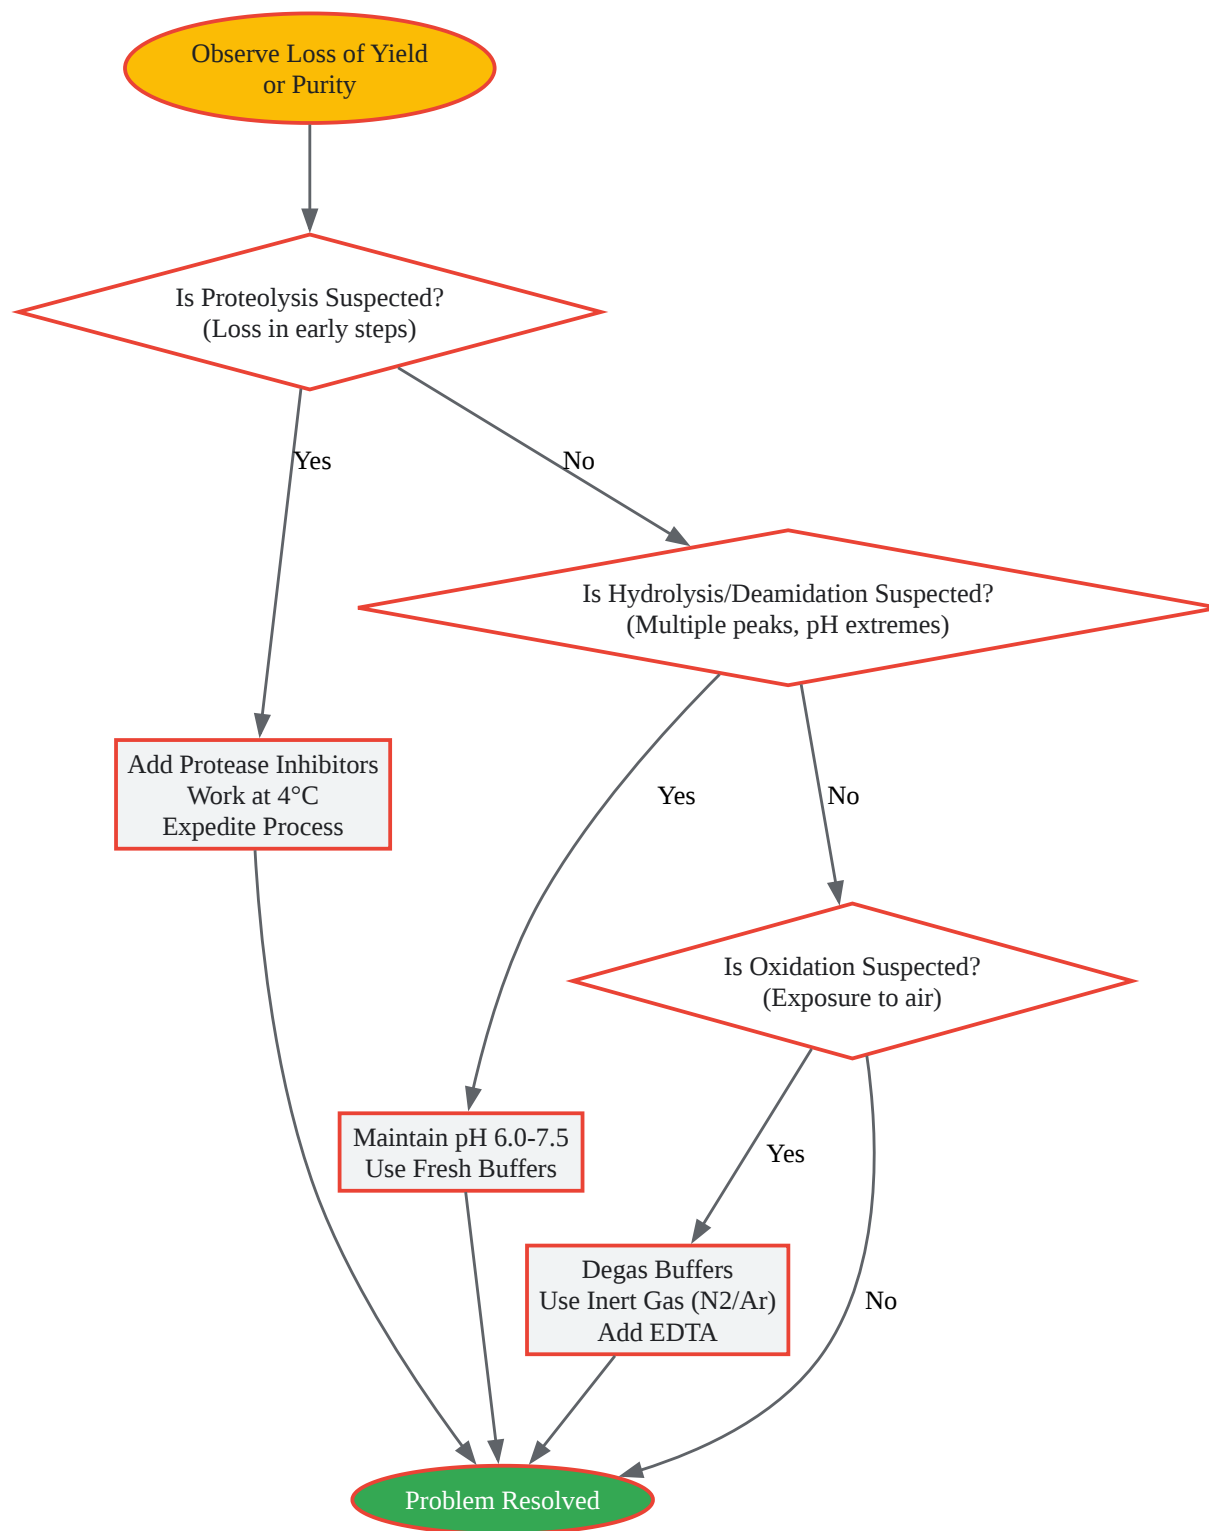 Observe Loss of Yield
or Purity
Is Proteolysis Suspected?
(Loss in early steps)
Yes
No
Is Hydrolysis/Deamidation Suspected?
(Multiple peaks, pH extremes)
Add Protease Inhibitors
Work at 4°C
Expedite Process
Yes
No
Is Oxidation Suspected?
(Exposure to air)
Maintain pH 6.0-7.5
Use Fresh Buffers
Yes
No
Degas Buffers
Use Inert Gas (N2/Ar)
Add EDTA
Problem Resolved